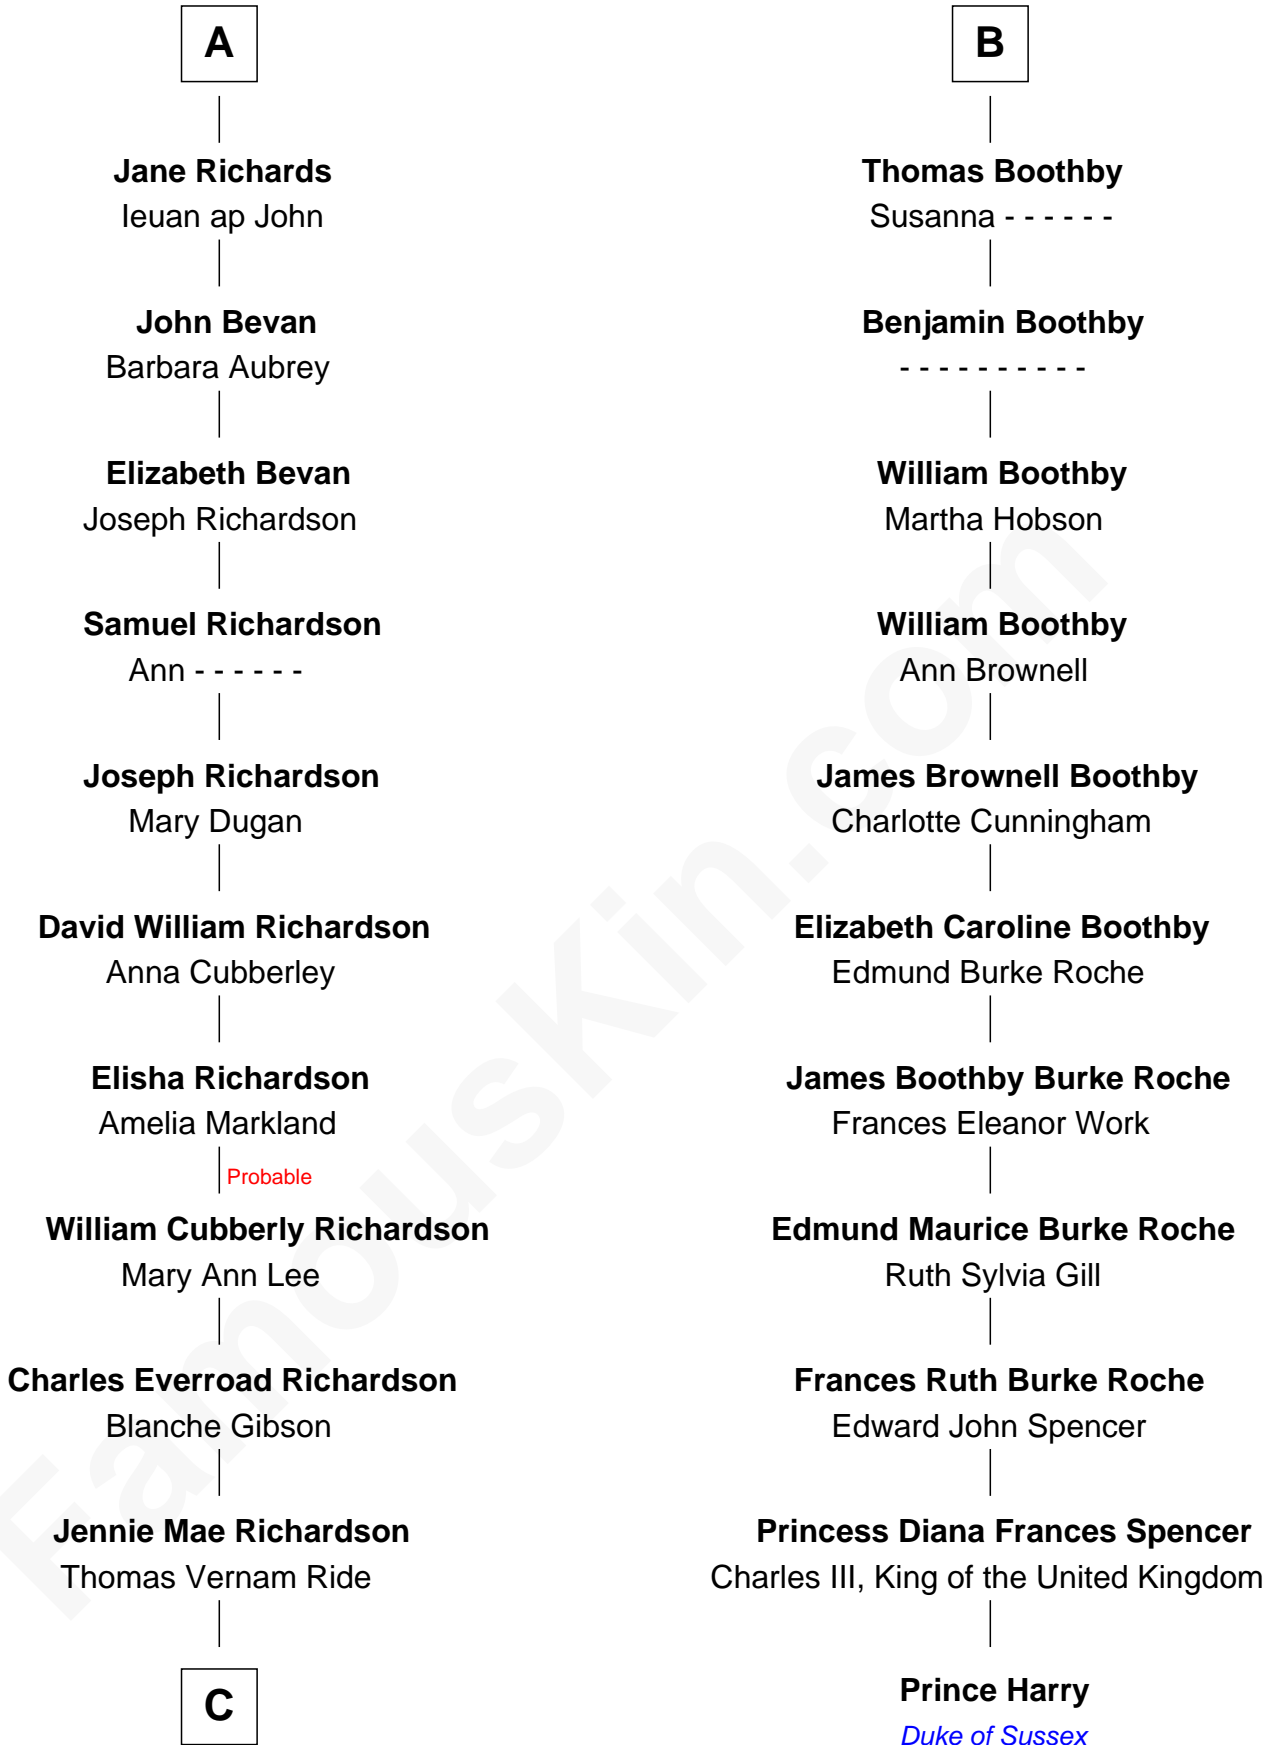 A
Jane Richards
Ieuan ap John
John Bevan
Barbara Aubrey
Elizabeth Bevan
Joseph Richardson
Samuel Richardson
Ann - - - - - -
Joseph Richardson
Mary Dugan
David William Richardson
Anna Cubberley
Elisha Richardson
Amelia Markland
Probable
William Cubberly Richardson
Mary Ann Lee
Charles Everroad Richardson
Blanche Gibson
Jennie Mae Richardson
Thomas Vernam Ride
C
B
Thomas Boothby
Susanna - - - - - -
Benjamin Boothby
- - - - - - - - - -
William Boothby
Martha Hobson
William Boothby
Ann Brownell
James Brownell Boothby
Charlotte Cunningham
Elizabeth Caroline Boothby
Edmund Burke Roche
James Boothby Burke Roche
Frances Eleanor Work
Edmund Maurice Burke Roche
Ruth Sylvia Gill
Frances Ruth Burke Roche
Edward John Spencer
Princess Diana Frances Spencer
Charles III, King of the United Kingdom
Prince Harry
Duke of Sussex
FamousKin.com